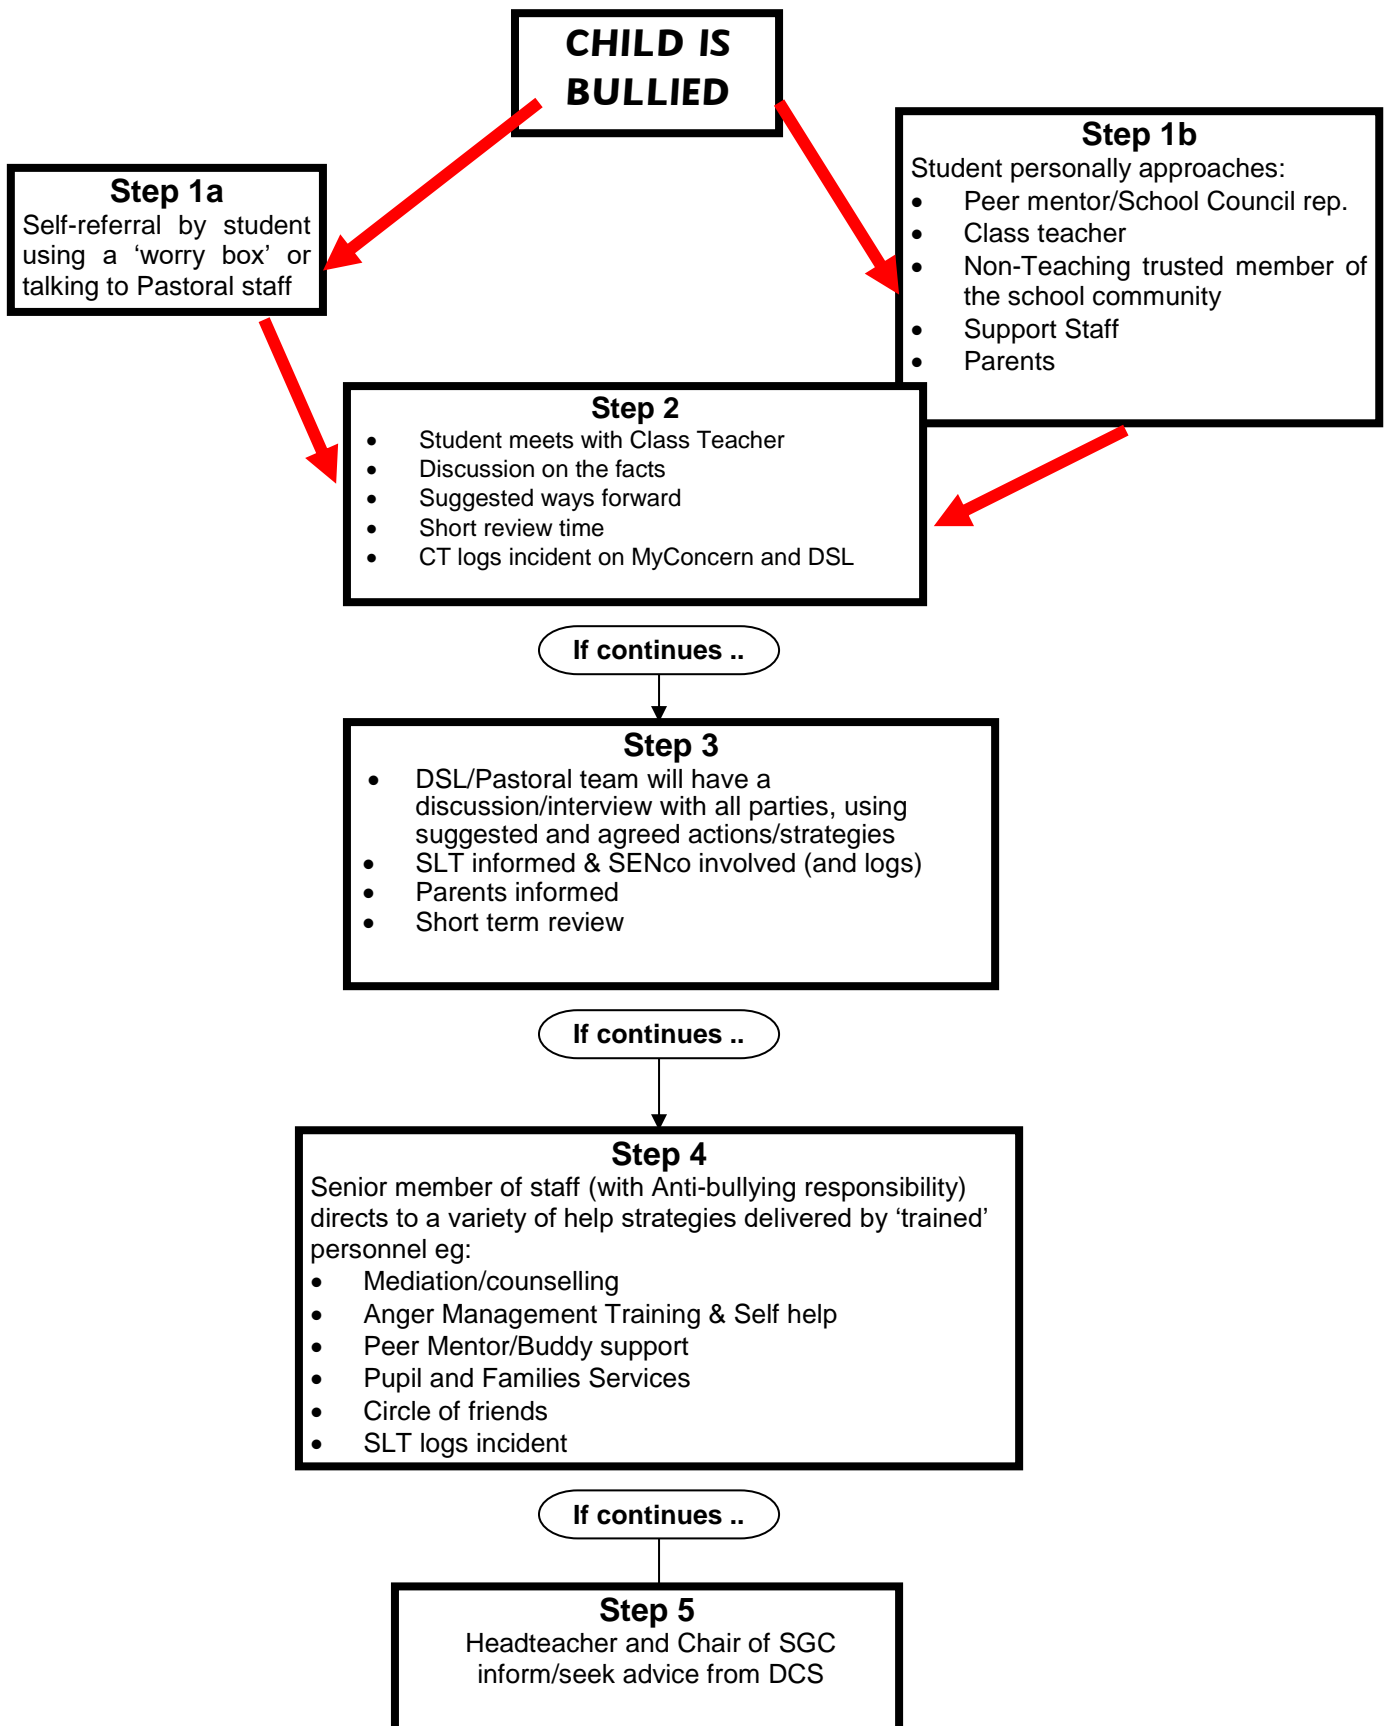 CHILD IS
BULLIED
Step 1a
Self-referral by student
using a ‘worry box’ or
talking to Pastoral staff
Step 1b
Student personally approaches:
• Peer mentor/School Council rep.
• Class teacher
• Non-Teaching trusted member of
the school community
• Support Staff
• Parents
Step 2
• Student meets with Class Teacher
• Discussion on the facts
• Suggested ways forward
• Short review time
• CT logs incident on MyConcern and DSL
If continues ..
Step 3
• DSL/Pastoral team will have a
discussion/interview with all parties, using
suggested and agreed actions/strategies
• SLT informed & SENco involved (and logs)
• Parents informed
• Short term review
If continues ..
Step 4
Senior member of staff (with Anti-bullying responsibility)
directs to a variety of help strategies delivered by ‘trained’
personnel eg:
• Mediation/counselling
• Anger Management Training & Self help
• Peer Mentor/Buddy support
• Pupil and Families Services
• Circle of friends
• SLT logs incident
If continues ..
Step 5
Headteacher and Chair of SGC
inform/seek advice from DCS